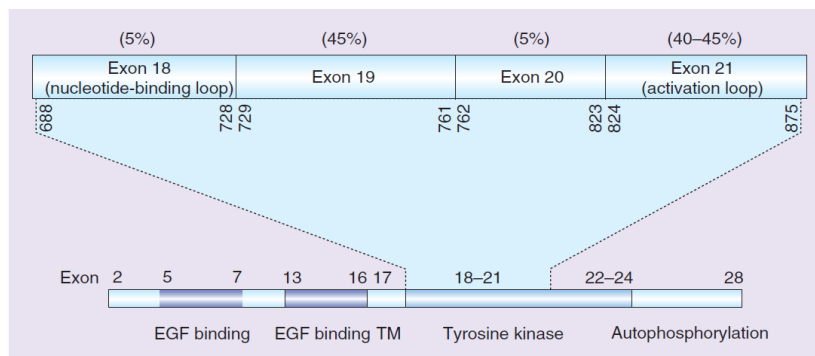 (5%) (45%) (5%) (40–45%)
Exon 18 (nucleotide-binding loop) Exon 19 Exon 20 Exon 21 (activation loop)
688 728 729 761 762 823 824 875
Exon 2 5 7 13 16 17 18–21 22–24 28
EGF binding EGF binding TM Tyrosine kinase Autophosphorylation